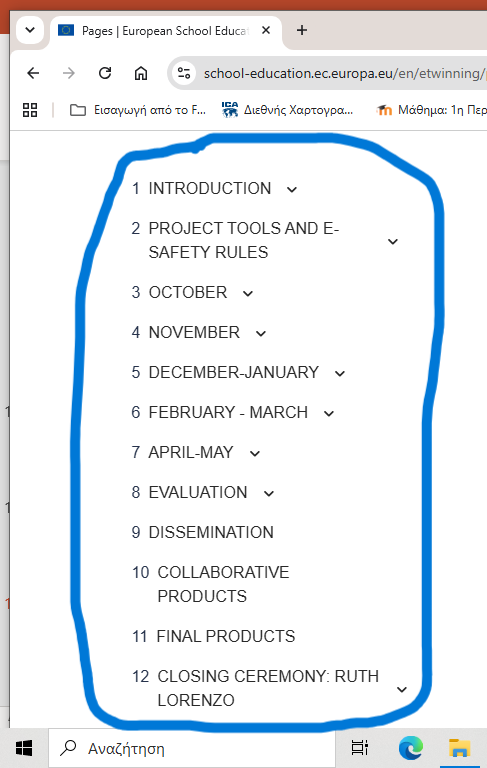 Pages | European School Educat
school-education.ec.europa.eu/en/etwinning/
Εισαγωγή από το F...
ICA
Διεθνής Χαρτογρα...
Μάθημα: 1η Περ
1 INTRODUCTION
2 PROJECT TOOLS AND E-
SAFETY RULES
3 OCTOBER
4 NOVEMBER
5 DECEMBER-JANUARY
6 FEBRUARY - MARCH
7 APRIL-MAY
8 EVALUATION
9 DISSEMINATION
10 COLLABORATIVE
PRODUCTS
11 FINAL PRODUCTS
12 CLOSING CEREMONY: RUTH
LORENZO
Αναζήτηση